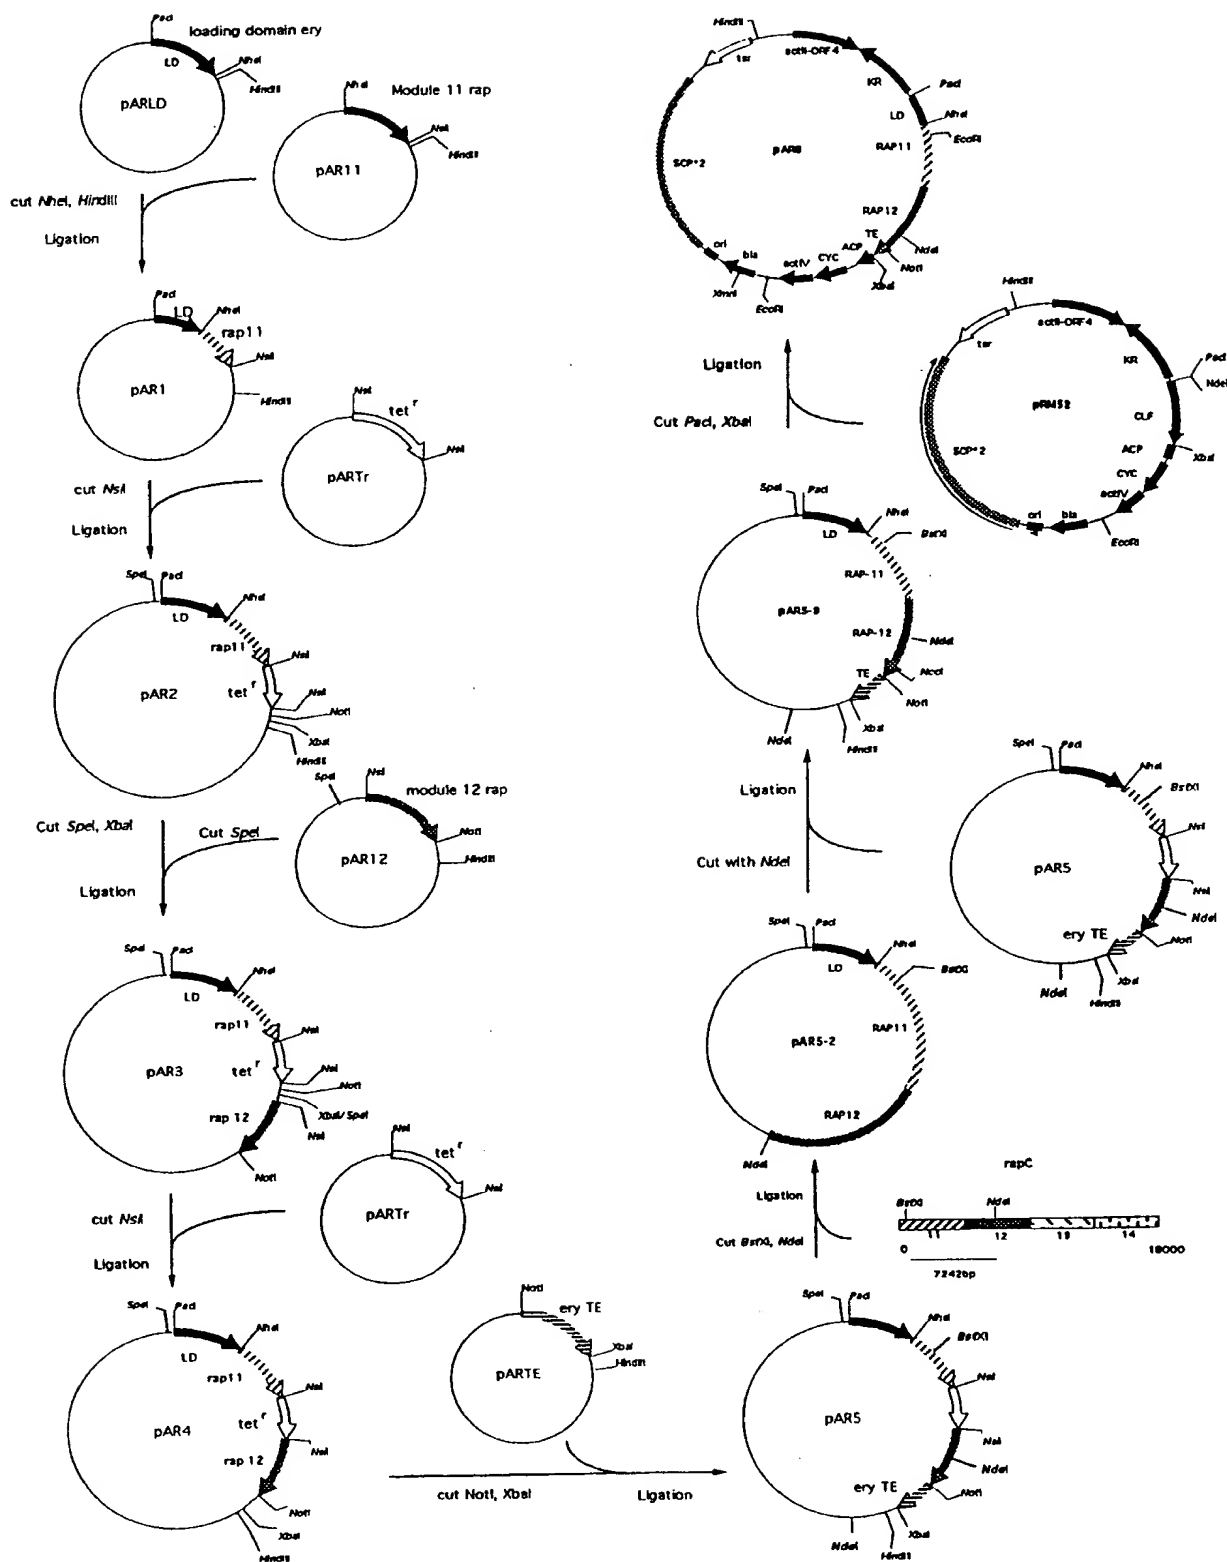 PacI
loading domain ery
LD
NheI
HindIII
pARLD
NheI
Module 11 rap
NsiI
HindIII
pAR11
cut NheI, HindIII
Ligation
PacI
LD
NheI
rap11
NsiI
HindIII
pAR1
NsiI
tet r
NsiI
pARTr
cut NsiI
Ligation
SpeI
PacI
NheI
LD
rap11
NsiI
tet r
NsiI
NotI
XbaI
HindIII
pAR2
SpeI
NsiI
module 12 rap
NotI
HindIII
pAR12
Cut SpeI, XbaI
Cut SpeI
Ligation
SpeI
PacI
NheI
LD
rap11
NsiI
tet r
NsiI
NotI
XbaI/SpeI
NsiI
rap 12
NotI
pAR3
NsiI
tet r
NsiI
pARTr
cut NsiI
Ligation
SpeI
PacI
NheI
LD
rap11
NsiI
tet r
NsiI
rap 12
NotI
XbaI
HindIII
pAR4
NotI
ery TE
XbaI
HindIII
pARTE
cut NotI, XbaI
Ligation
SpeI
PacI
NheI
BstXI
NsiI
NsiI
NdeI
NotI
ery TE
XbaI
HindIII
NdeI
pAR5
rapC
BstXI
NdeI
0
11
12
13
14
18000
7242bp
Ligation
Cut BstXI, NdeI
SpeI
PacI
NheI
LD
BstXI
RAP11
pAR5-2
RAP12
NdeI
SpeI
PacI
NheI
BstXI
NsiI
NsiI
NdeI
NotI
ery TE
XbaI
HindIII
NdeI
pAR5
Ligation
Cut with NdeI
SpeI
PacI
NheI
LD
BstXI
RAP-11
RAP-12
NdeI
NcoI
TE
NotI
XbaI
HindIII
NdeI
HindIII
actII-ORF4
tsr
KR
PacI
NdeI
pRM52
CLF
ACP
XbaI
SCP*2
CYC
actIV
ori
bla
EcoRI
Ligation
Cut PacI, XbaI
HindIII
actII-ORF4
tsr
KR
PacI
LD
NheI
RAP11
EcoRI
SCP*2
RAP12
TE
NdeI
ACP
NotI
CYC
XbaI
actIV
ori
bla
XmnI
EcoRI